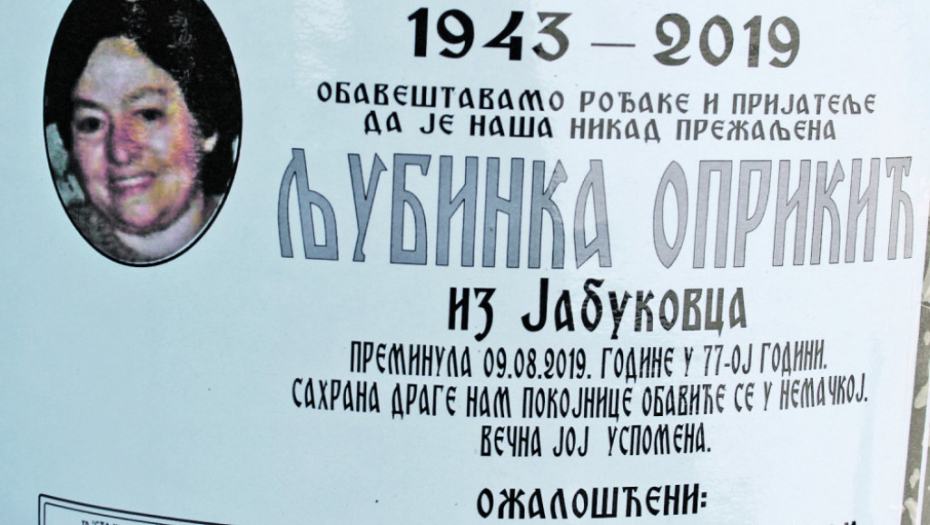 1943 – 2019
ОБАВЕШТАВАМО РОЂАКЕ И ПРИЈАТЕЉЕ
ДА ЈЕ НАША НИКАД ПРЕЖАЉЕНА
ЉУБИНКА ОПРИКИЋ
из Јабуковца
ПРЕМИНУЛА 09.08.2019. ГОДИНЕ У 77-ОЈ ГОДИНИ.
САХРАНА ДРАГЕ НАМ ПОКОЈНИЦЕ ОБАВИЋЕ СЕ У НЕМАЧКОЈ.
ВЕЧНА ЈОЈ УСПОМЕНА.
ОЖАЛОШЋЕНИ: